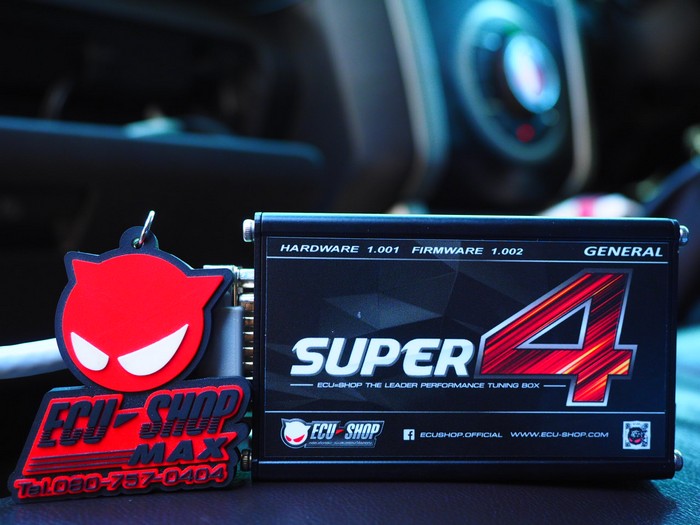 HARDWARE 1.001 FIRMWARE 1.002 GENERAL
SUPER 4
ECU=SHOP THE LEADER PERFORMANCE TUNING BOX
ECU=SHOP
ECUSHOP.OFFICIAL WWW.ECU-SHOP.COM
ECU=SHOP
MAX
Tel.090-757-0404